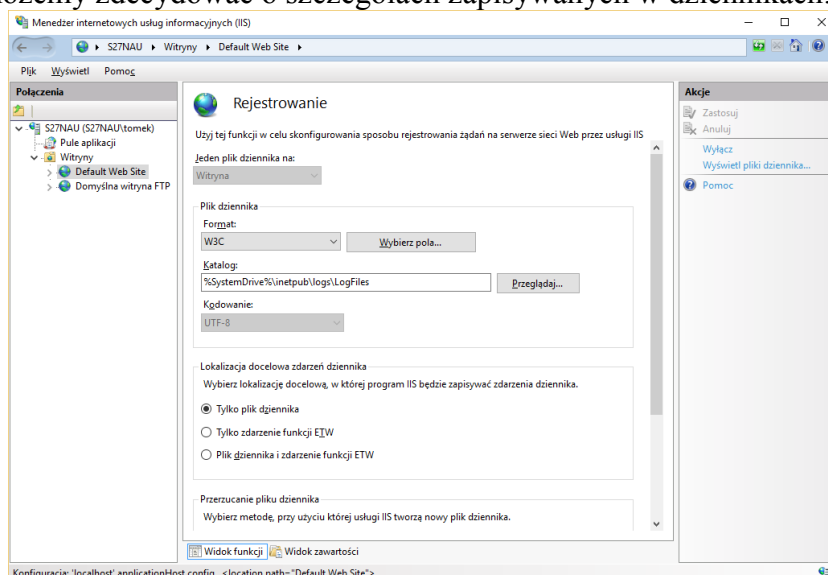 możemy zdecydować o szczegółach zapisywanych w dziennikach.
Menedżer internetowych usług informacyjnych (IIS)
S27NAU Witryny Default Web Site
Plik Wyświetl Pomoc
Połączenia
S27NAU (S27NAU\tomek)
Pule aplikacji
Witryny
Default Web Site
Domyślna witryna FTP
Rejestrowanie
Użyj tej funkcji w celu skonfigurowania sposobu rejestrowania żądań na serwerze sieci Web przez usługi IIS
Jeden plik dziennika na:
Witryna
Plik dziennika
Format:
W3C
Wybierz pola...
Katalog:
%SystemDrive%\inetpub\logs\LogFiles
Przeglądaj...
Kodowanie:
UTF-8
Lokalizacja docelowa zdarzeń dziennika
Wybierz lokalizację docelową, w której program IIS będzie zapisywać zdarzenia dziennika.
Tylko plik dziennika
Tylko zdarzenie funkcji ETW
Plik dziennika i zdarzenie funkcji ETW
Przerzucanie pliku dziennika
Wybierz metodę, przy użyciu której usługi IIS tworzą nowy plik dziennika.
Widok funkcji Widok zawartości
Akcje
Zastosuj
Anuluj
Wyłącz
Wyświetl pliki dziennika...
Pomoc
Konfiguracja: 'localhost' applicationHost.config , <location path="Default Web Site">